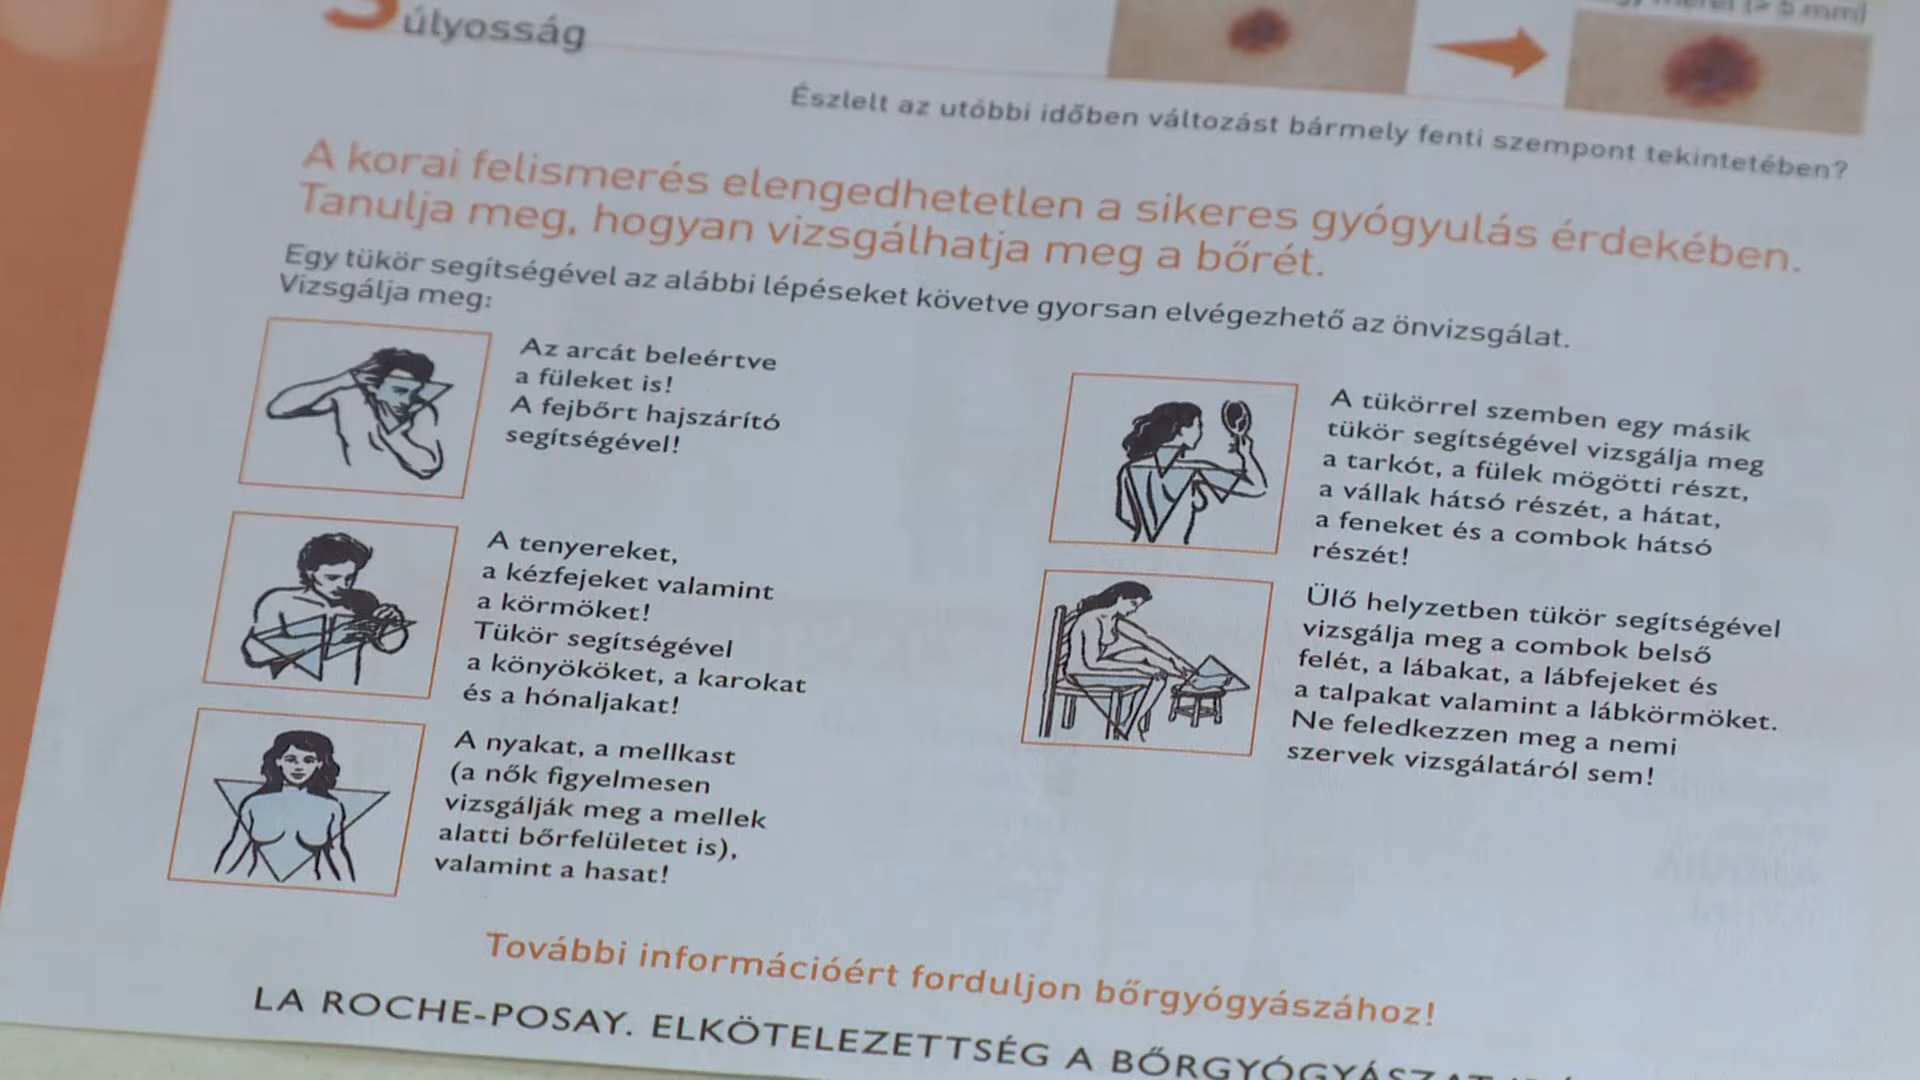 Súlyosság
(> 5 mm)
Észlelt az utóbbi időben változást bármely fenti szempont tekintetében?
A korai felismerés elengedhetetlen a sikeres gyógyulás érdekében.
Tanulja meg, hogyan vizsgálhatja meg a bőrét.
Egy tükör segítségével az alábbi lépéseket követve gyorsan elvégezhető az önvizsgálat.
Vizsgálja meg:
Az arcát beleértve
a füleket is!
A fejbőrt hajszárító
segítségével!
A tenyereket,
a kézfejeket valamint
a körmöket!
Tükör segítségével
a könyököket, a karokat
és a hónaljakat!
A nyakat, a mellkast
(a nők figyelmesen
vizsgálják meg a mellek
alatti bőrfelületet is),
valamint a hasat!
A tükörrel szemben egy másik
tükör segítségével vizsgálja meg
a tarkót, a fülek mögötti részt,
a vállak hátsó részét, a hátat,
a feneket és a combok hátsó
részét!
Ülő helyzetben tükör segítségével
vizsgálja meg a combok belső
felét, a lábakat, a lábfejeket és
a talpakat valamint a lábkörmöket.
Ne feledkezzen meg a nemi
szervek vizsgálatáról sem!
További információért forduljon bőrgyógyászához!
LA ROCHE-POSAY. ELKÖTELEZETTSÉG A